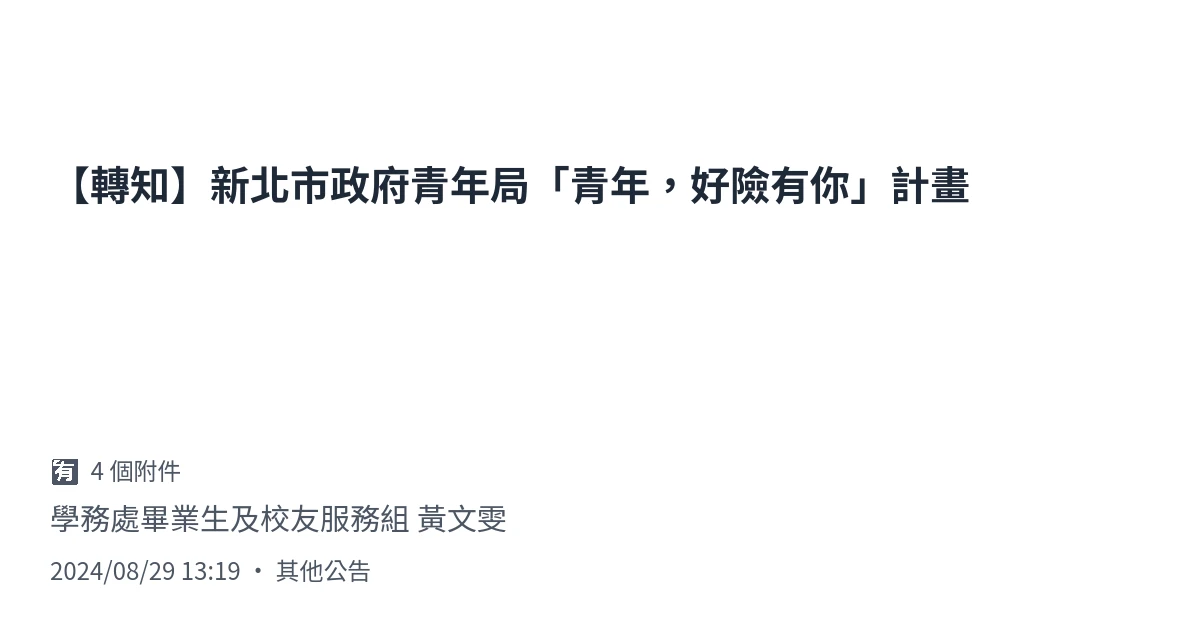 【轉知】新北市政府青年局「青年，好險有你」計畫
🈶 4 個附件
學務處畢業生及校友服務組 黃文雯
2024/08/29 13:19 · 其他公告